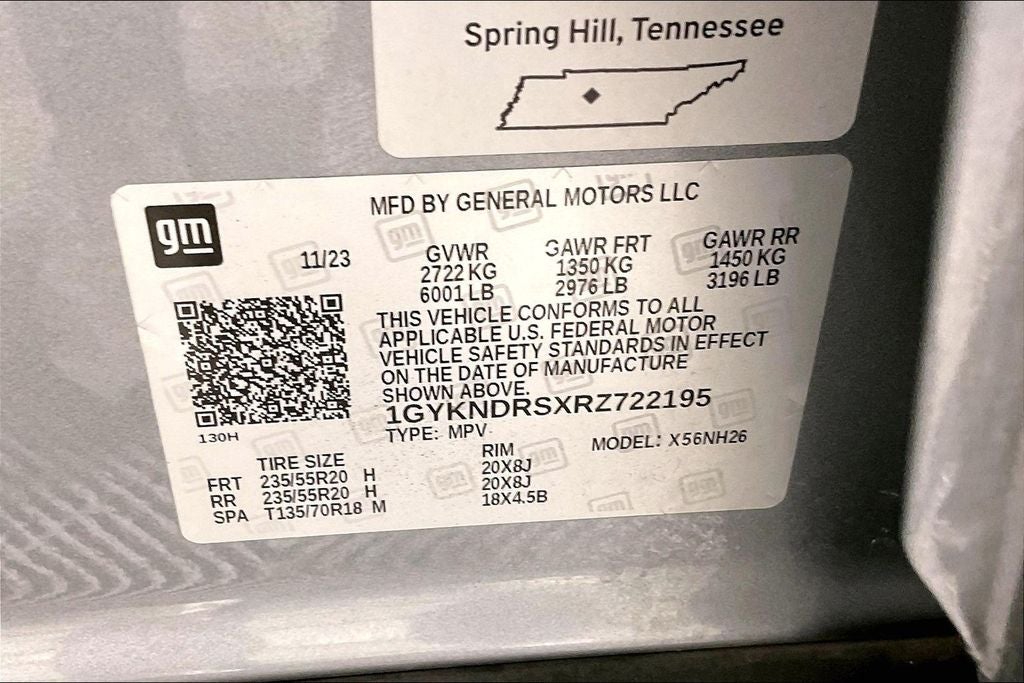 Spring Hill, Tennessee
gm
MFD BY GENERAL MOTORS LLC
11/23
GVWR GAWR FRT GAWR RR
2722 KG 1350 KG 1450 KG
6001 LB 2976 LB 3196 LB
THIS VEHICLE CONFORMS TO ALL
APPLICABLE U.S. FEDERAL MOTOR
VEHICLE SAFETY STANDARDS IN EFFECT
ON THE DATE OF MANUFACTURE
SHOWN ABOVE.
1GYKNDRSXRZ722195
130H
TYPE: MPV MODEL: X56NH26
TIRE SIZE RIM
FRT 235/55R20 H 20X8J
RR 235/55R20 H 20X8J
SPA T135/70R18 M 18X4.5B